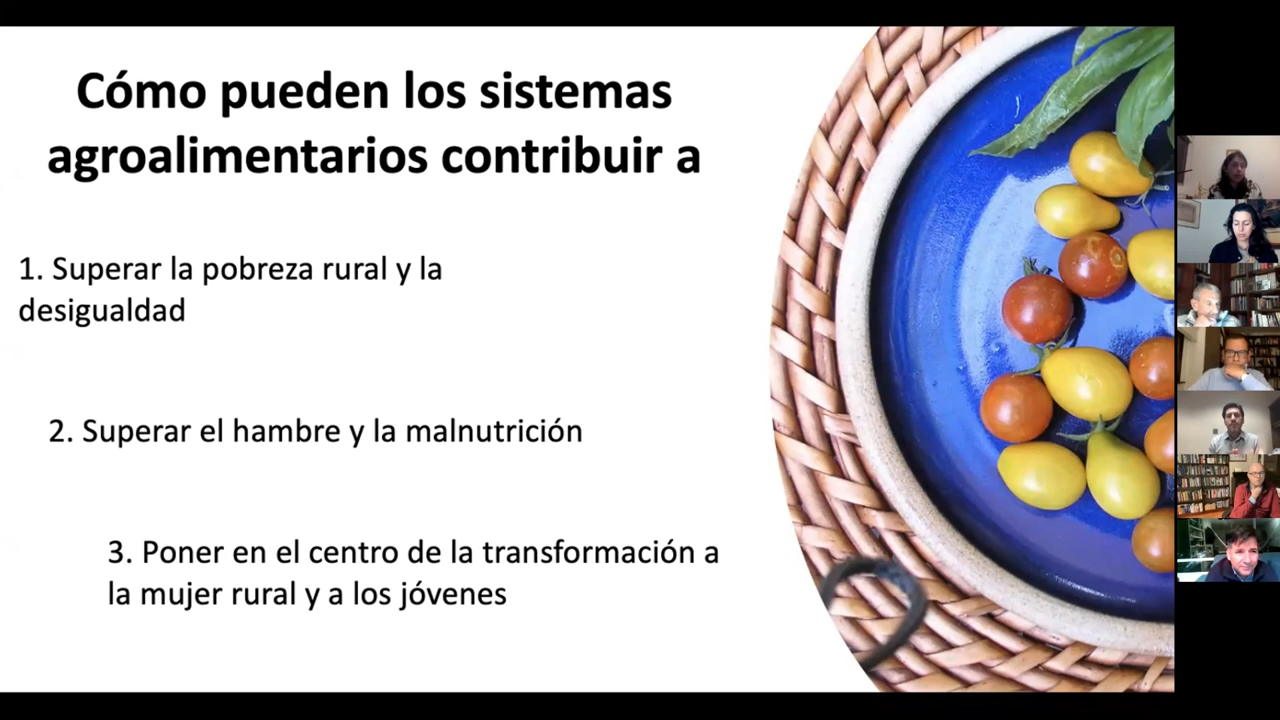 Cómo pueden los sistemas
agroalimentarios contribuir a
1. Superar la pobreza rural y la
desigualdad
2. Superar el hambre y la malnutrición
3. Poner en el centro de la transformación a
la mujer rural y a los jóvenes